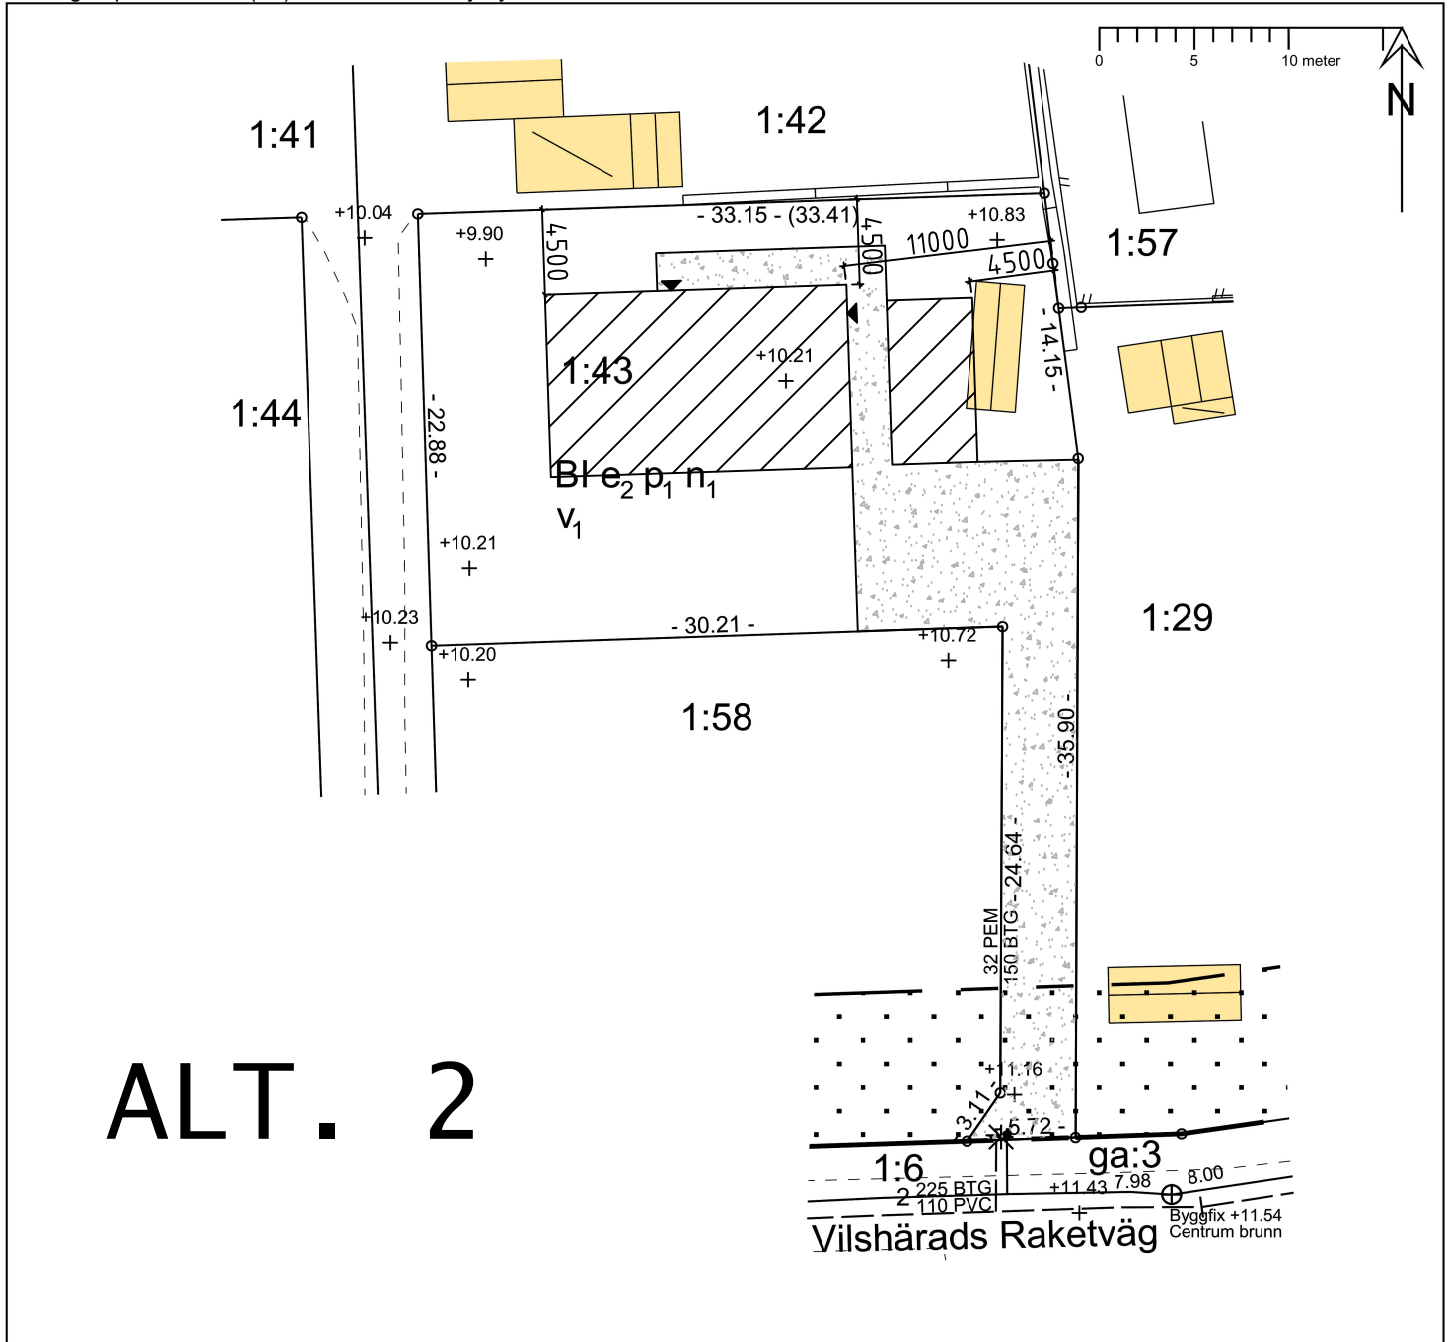 0 5 10 meter
N
1:41
1:42
+10.04
- 33.15 - (33.41)
+10.83
+9.90
4500
4500
11000
1:57
4500
- 14.15 -
1:43
+10.21
1:44
- 22.88 -
BI e2 p1 n1
v1
+10.21
+10.23
- 30.21 -
+10.72
1:29
+10.20
1:58
- 35.90 -
- 24.64 -
32 PEM
150 BTG
ALT. 2
+11.16
3.11 -
5.72 -
1:6
ga:3
2
225 BTG
110 PVC
+11.43
7.98
8.00
Byggfix +11.54
Centrum brunn
Vilshärads Raketväg